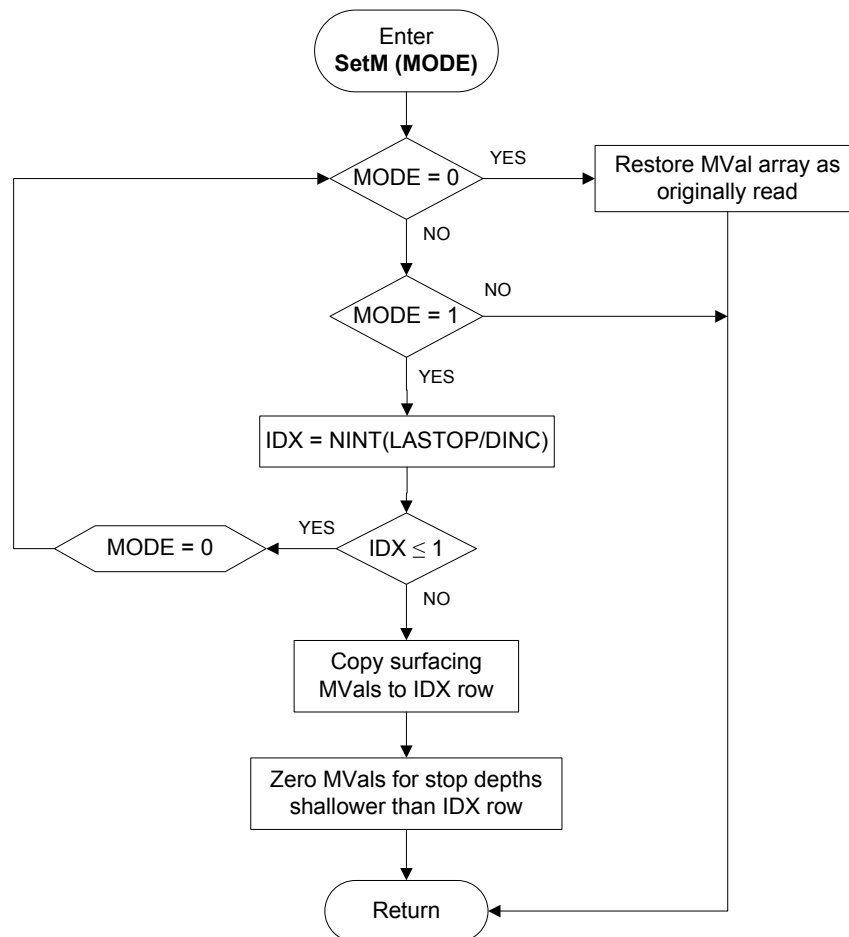 Enter
SetM (MODE)
MODE = 0
YES
Restore MVal array as
originally read
NO
MODE = 1
NO
YES
IDX = NINT(LASTOP/DINC)
MODE = 0
YES
IDX ≤ 1
NO
Copy surfacing
MVals to IDX row
Zero MVals for stop depths
shallower than IDX row
Return